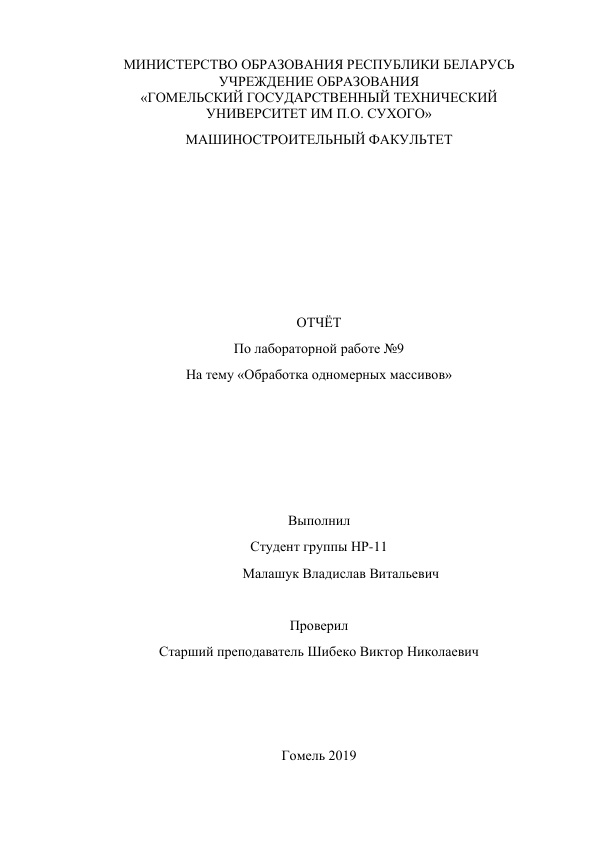 МИНИСТЕРСТВО ОБРАЗОВАНИЯ РЕСПУБЛИКИ БЕЛАРУСЬ
УЧРЕЖДЕНИЕ ОБРАЗОВАНИЯ
«ГОМЕЛЬСКИЙ ГОСУДАРСТВЕННЫЙ ТЕХНИЧЕСКИЙ
УНИВЕРСИТЕТ ИМ П.О. СУХОГО»
МАШИНОСТРОИТЕЛЬНЫЙ ФАКУЛЬТЕТ
ОТЧЁТ
По лабораторной работе №9
На тему «Обработка одномерных массивов»
Выполнил
Студент группы НР-11
Малашук Владислав Витальевич
Проверил
Старший преподаватель Шибеко Виктор Николаевич
Гомель 2019